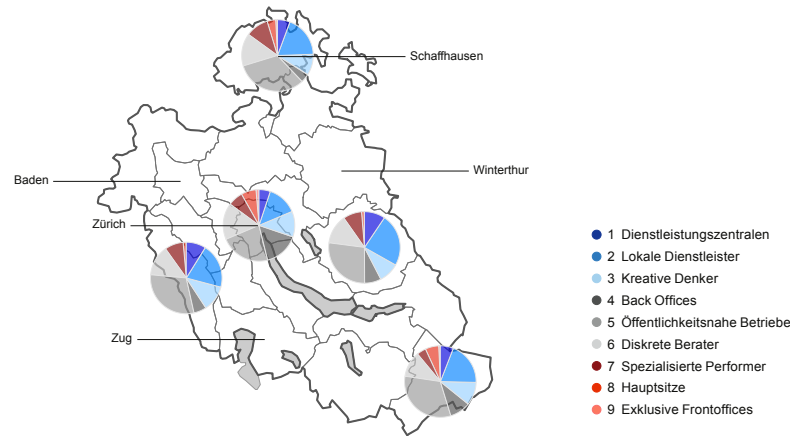 Schaffhausen
Winterthur
Baden
Zürich
Zug
1 Dienstleistungszentralen
2 Lokale Dienstleister
3 Kreative Denker
4 Back Offices
5 Öffentlichkeitsnahe Betriebe
6 Diskrete Berater
7 Spezialisierte Performer
8 Hauptsitze
9 Exklusive Frontoffices